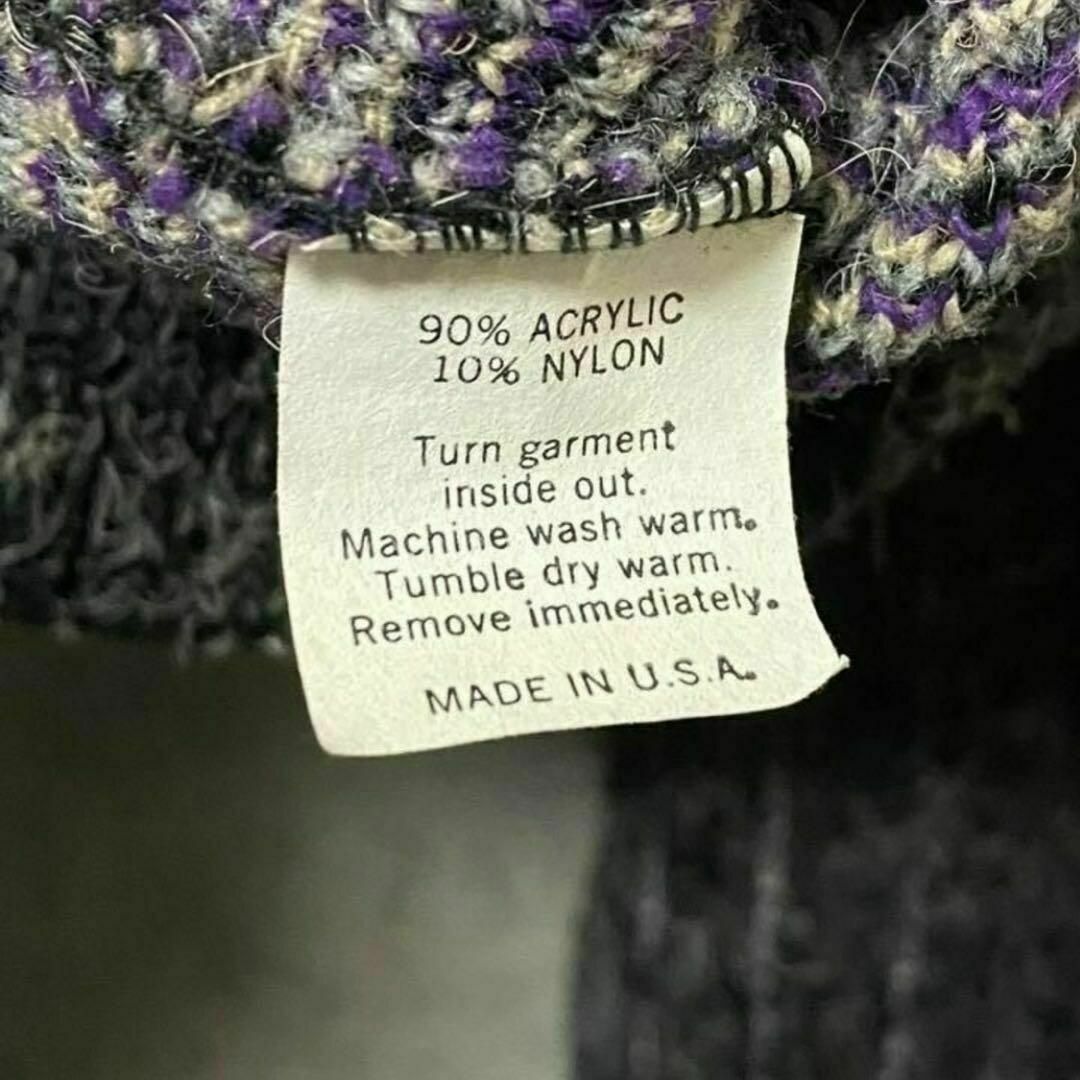 90% ACRYLIC
10% NYLON
Turn garment
inside out.
Machine wash warm.
Tumble dry warm.
Remove immediately.
MADE IN U.S.A.